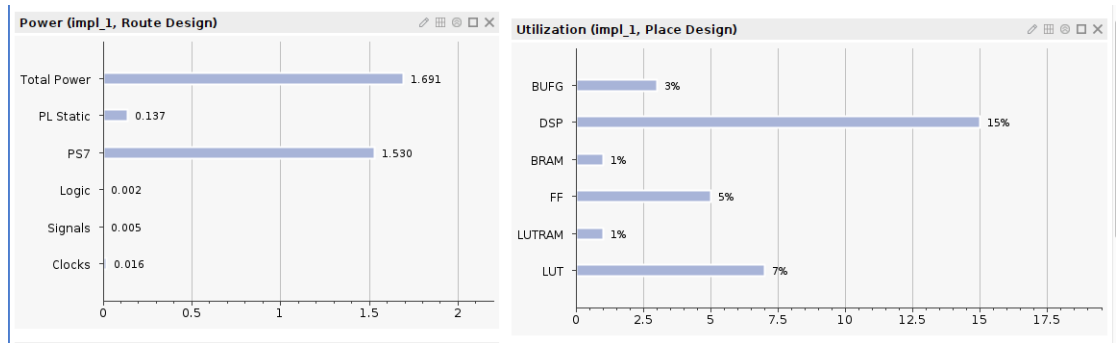 Power (impl_1, Route Design)
Total Power 1.691
PL Static 0.137
PS7 1.530
Logic 0.002
Signals 0.005
Clocks 0.016
0 0.5 1 1.5 2
Utilization (impl_1, Place Design)
BUFG 3%
DSP 15%
BRAM 1%
FF 5%
LUTRAM 1%
LUT 7%
0 2.5 5 7.5 10 12.5 15 17.5